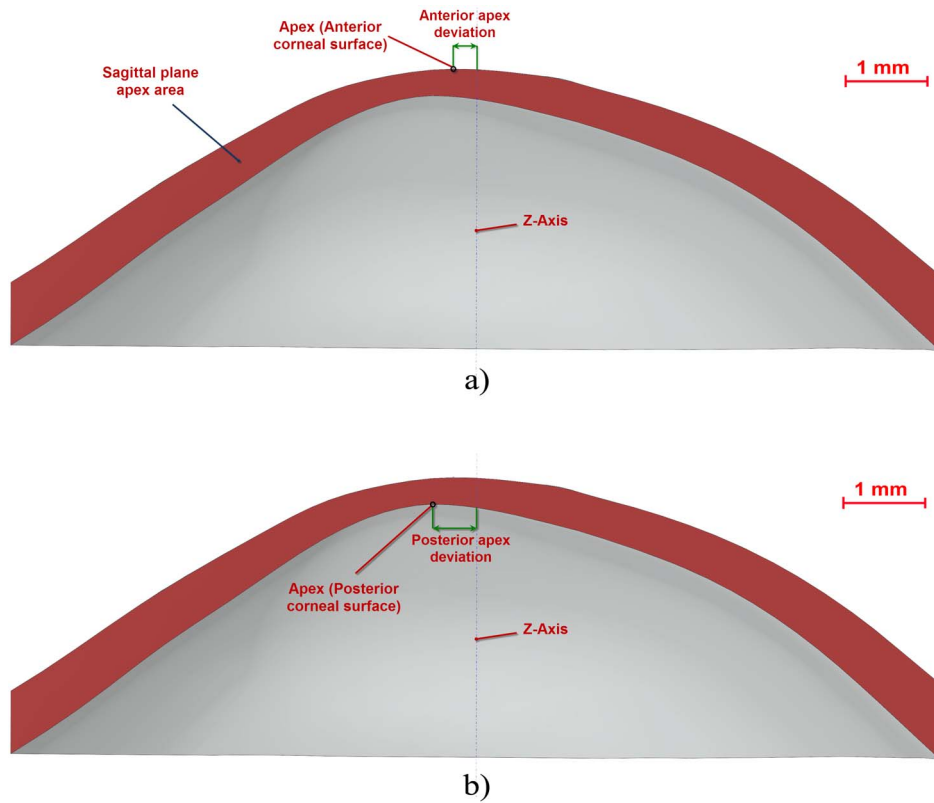 Anterior apex
deviation
Apex (Anterior
corneal surface)
Sagittal plane
apex area
1 mm
Z-Axis
a)
1 mm
Posterior apex
deviation
Apex (Posterior
corneal surface)
Z-Axis
b)